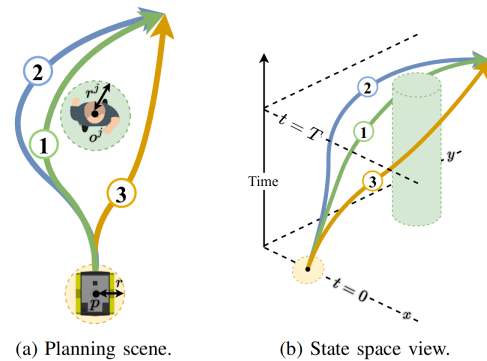 2
r^j
o^j
1
3
r
p
(a) Planning scene.
2
t = T
1
y
Time
3
t = 0
x
(b) State space view.